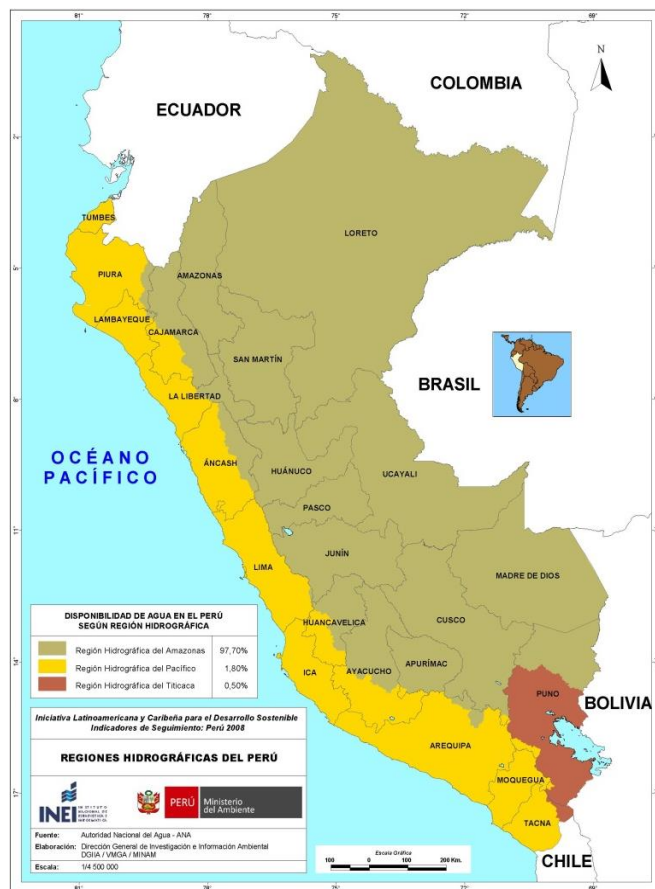 81°
78°
75°
72°
69°
N
COLOMBIA
ECUADOR
TUMBES
LORETO
PIURA
AMAZONAS
LAMBAYEQUE
CAJAMARCA
SAN MARTÍN
BRASIL
LA LIBERTAD
OCÉANO
PACÍFICO
ÁNCASH
HUÁNUCO
UCAYALI
PASCO
JUNÍN
LIMA
MADRE DE DIOS
HUANCAVELICA
CUSCO
ICA
AYACUCHO
APURÍMAC
PUNO
BOLIVIA
AREQUIPA
MOQUEGUA
TACNA
CHILE
DISPONIBILIDAD DE AGUA EN EL PERÚ
SEGÚN REGIÓN HIDROGRÁFICA
Región Hidrográfica del Amazonas 97,70%
Región Hidrográfica del Pacífico 1,80%
Región Hidrográfica del Titicaca 0,50%
Iniciativa Latinoamericana y Caribeña para el Desarrollo Sostenible
Indicadores de Seguimiento: Perú 2008
REGIONES HIDROGRÁFICAS DEL PERÚ
INEI
PERÚ
Ministerio
del Ambiente
Fuente: Autoridad Nacional del Agua - ANA
Elaboración: Dirección General de Investigación e Información Ambiental
DGIIA / VMGA / MINAM
Escala: 1/4 500 000
Escala Gráfica
100 0 100 200 Km.